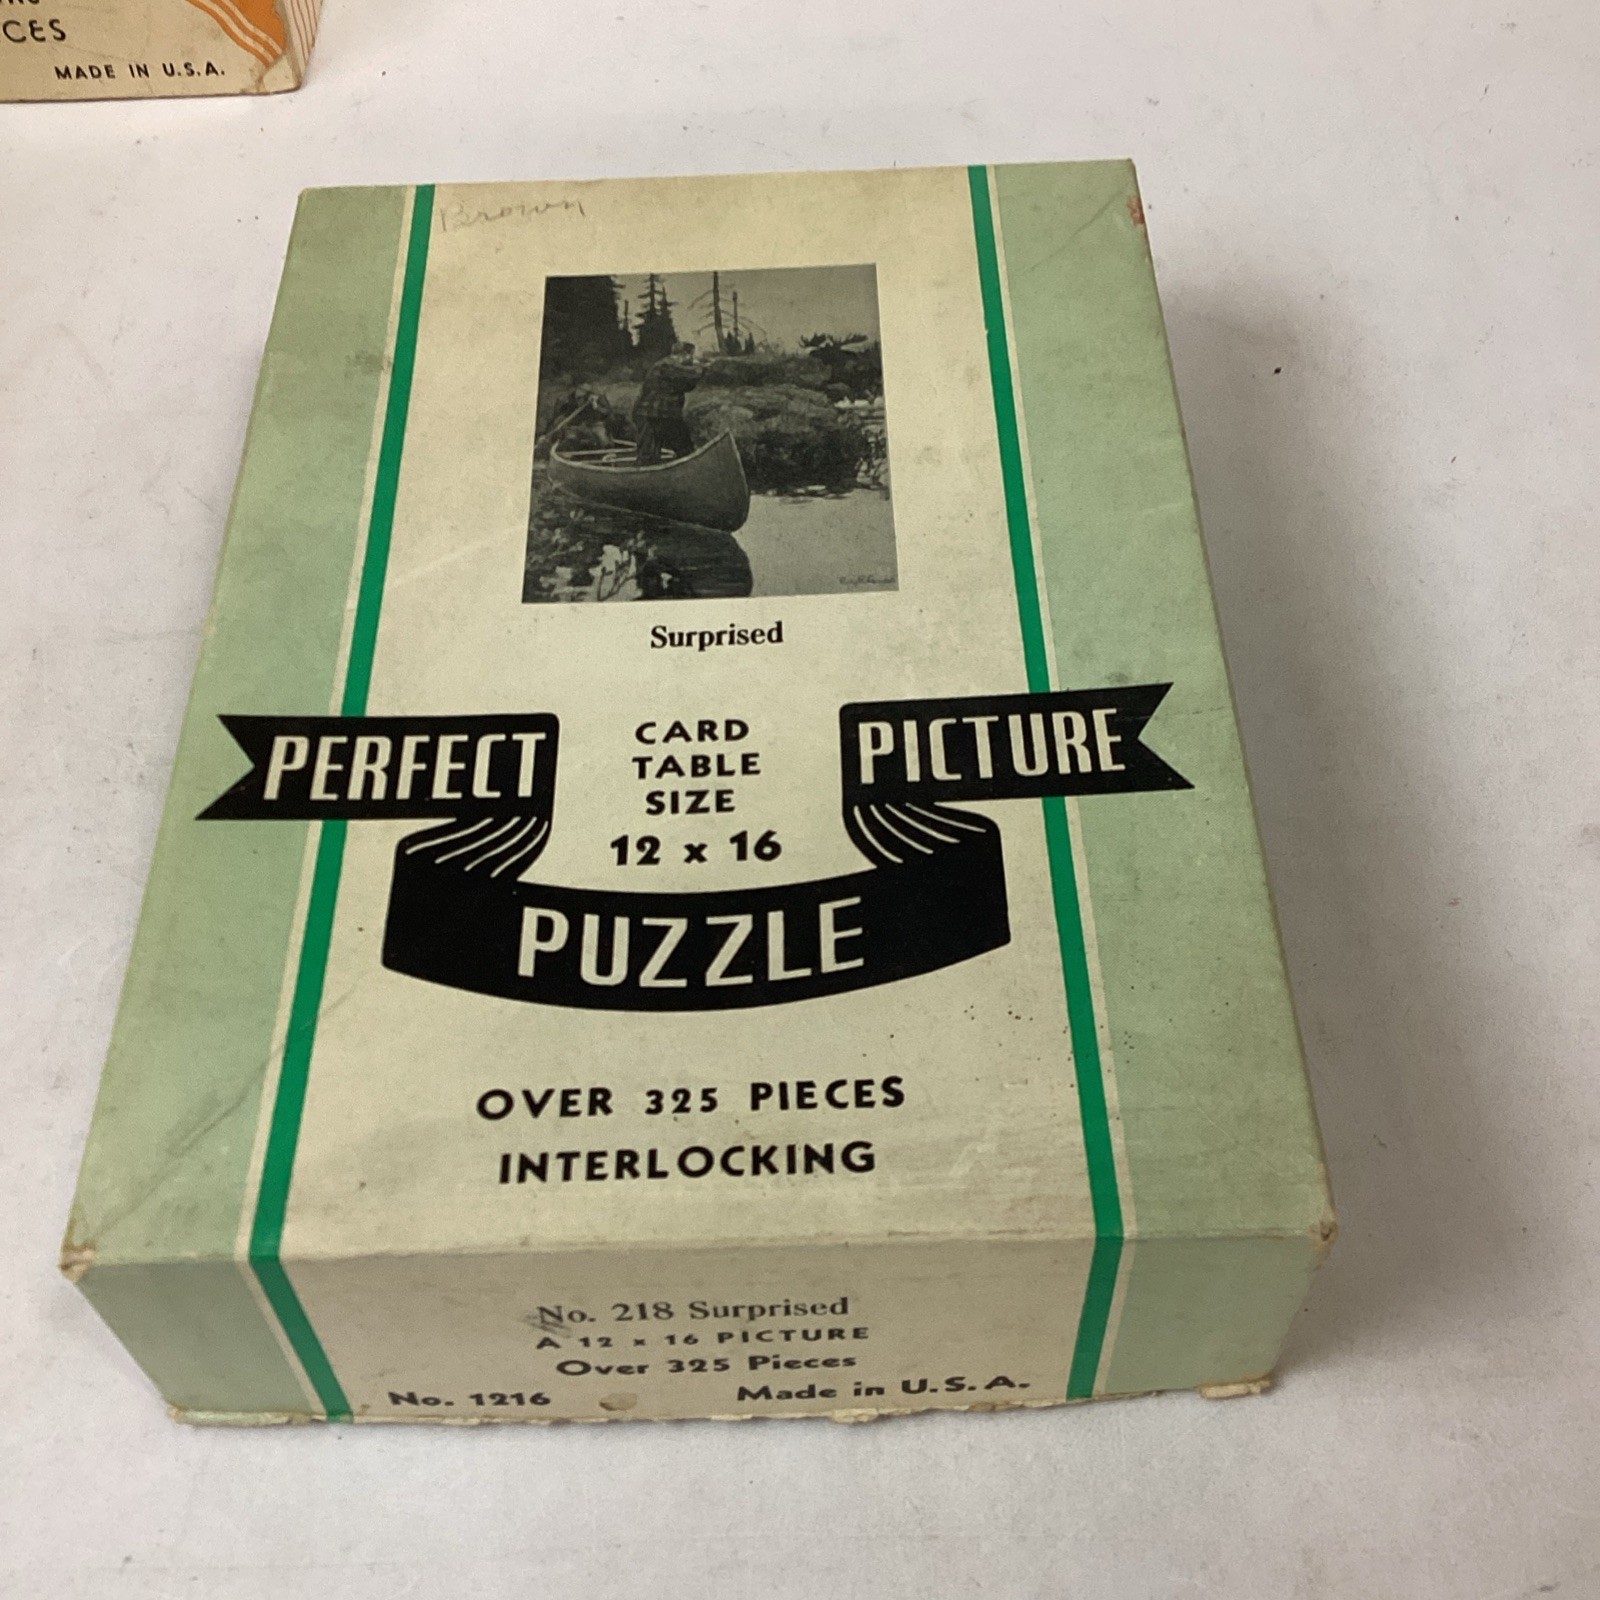 CES
MADE IN U.S.A.
Brown
Surprised
PERFECT PICTURE
CARD
TABLE
SIZE
12 x 16
PUZZLE
OVER 325 PIECES
INTERLOCKING
No. 218 Surprised
A 12 x 16 PICTURE
Over 325 Pieces
No. 1216 Made in U.S.A.